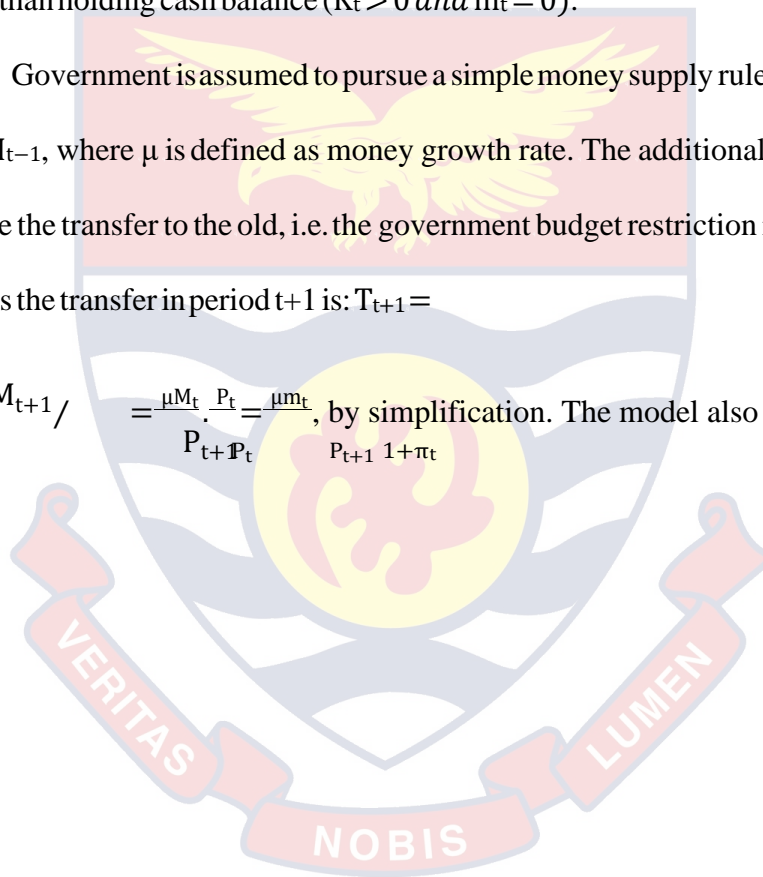 than holding cash balance (Kt > 0 and mt = 0).
Government is assumed to pursue a simple money supply rule
t−1, where μ is defined as money growth rate. The additional
e the transfer to the old, i.e. the government budget restriction
s the transfer in period t+1 is: Tt+1 =
Mt+1/ = μMt . Pt = μmt , by simplification. The model also
Pt+1 Pt Pt+1 1+πt
VERITAS
NOBIS
LUMEN